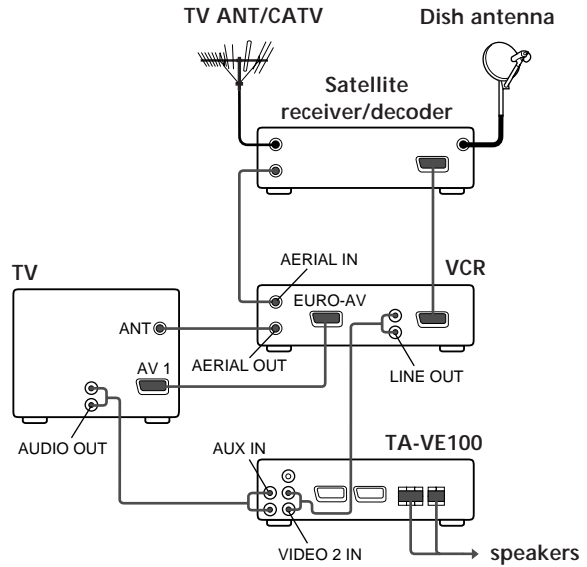 TV ANT/CATV
Dish antenna
Satellite
receiver/decoder
AERIAL IN
VCR
TV
EURO-AV
ANT
AERIAL OUT
AV 1
LINE OUT
AUDIO OUT
AUX IN
TA-VE100
VIDEO 2 IN
speakers